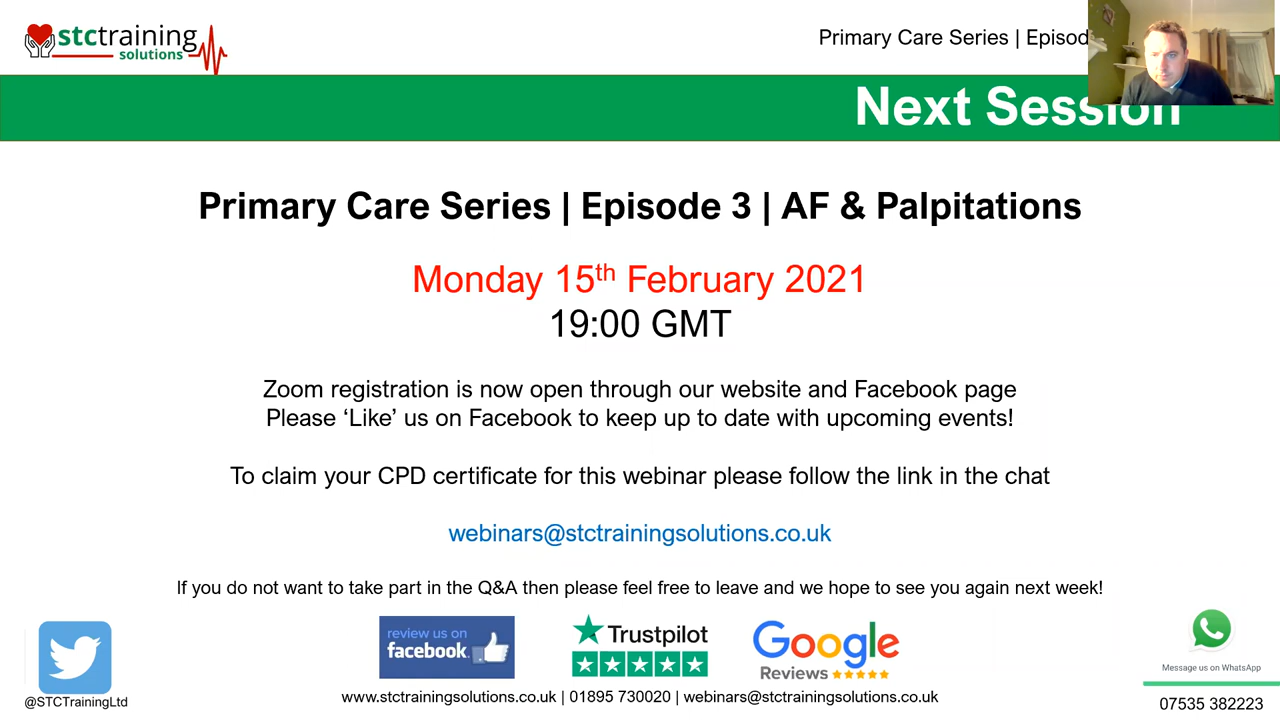 stctraining
solutions
Primary Care Series | Episod
Next Session
Primary Care Series | Episode 3 | AF & Palpitations
Monday 15th February 2021
19:00 GMT
Zoom registration is now open through our website and Facebook page
Please ‘Like’ us on Facebook to keep up to date with upcoming events!
To claim your CPD certificate for this webinar please follow the link in the chat
webinars@stctrainingsolutions.co.uk
If you do not want to take part in the Q&A then please feel free to leave and we hope to see you again next week!
review us on
facebook.
Trustpilot
Google
Reviews
Message us on WhatsApp
@STCTrainingLtd
www.stctrainingsolutions.co.uk | 01895 730020 | webinars@stctrainingsolutions.co.uk
07535 382223